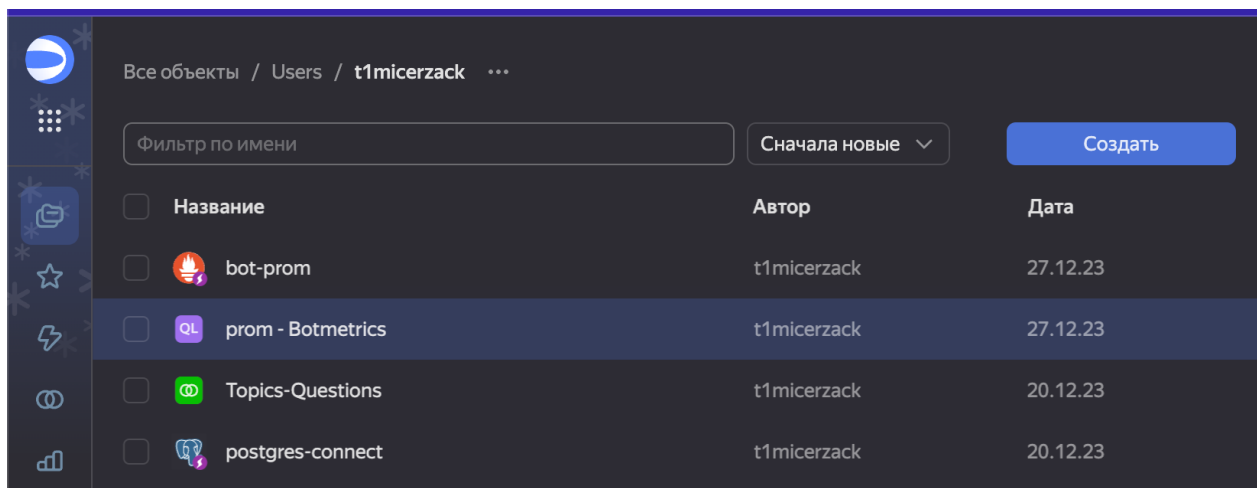 Все объекты / Users / t1micerzack ···
Фильтр по имени
Сначала новые
Создать
Название Автор Дата
bot-prom t1micerzack 27.12.23
QL prom - Botmetrics t1micerzack 27.12.23
Topics-Questions t1micerzack 20.12.23
postgres-connect t1micerzack 20.12.23